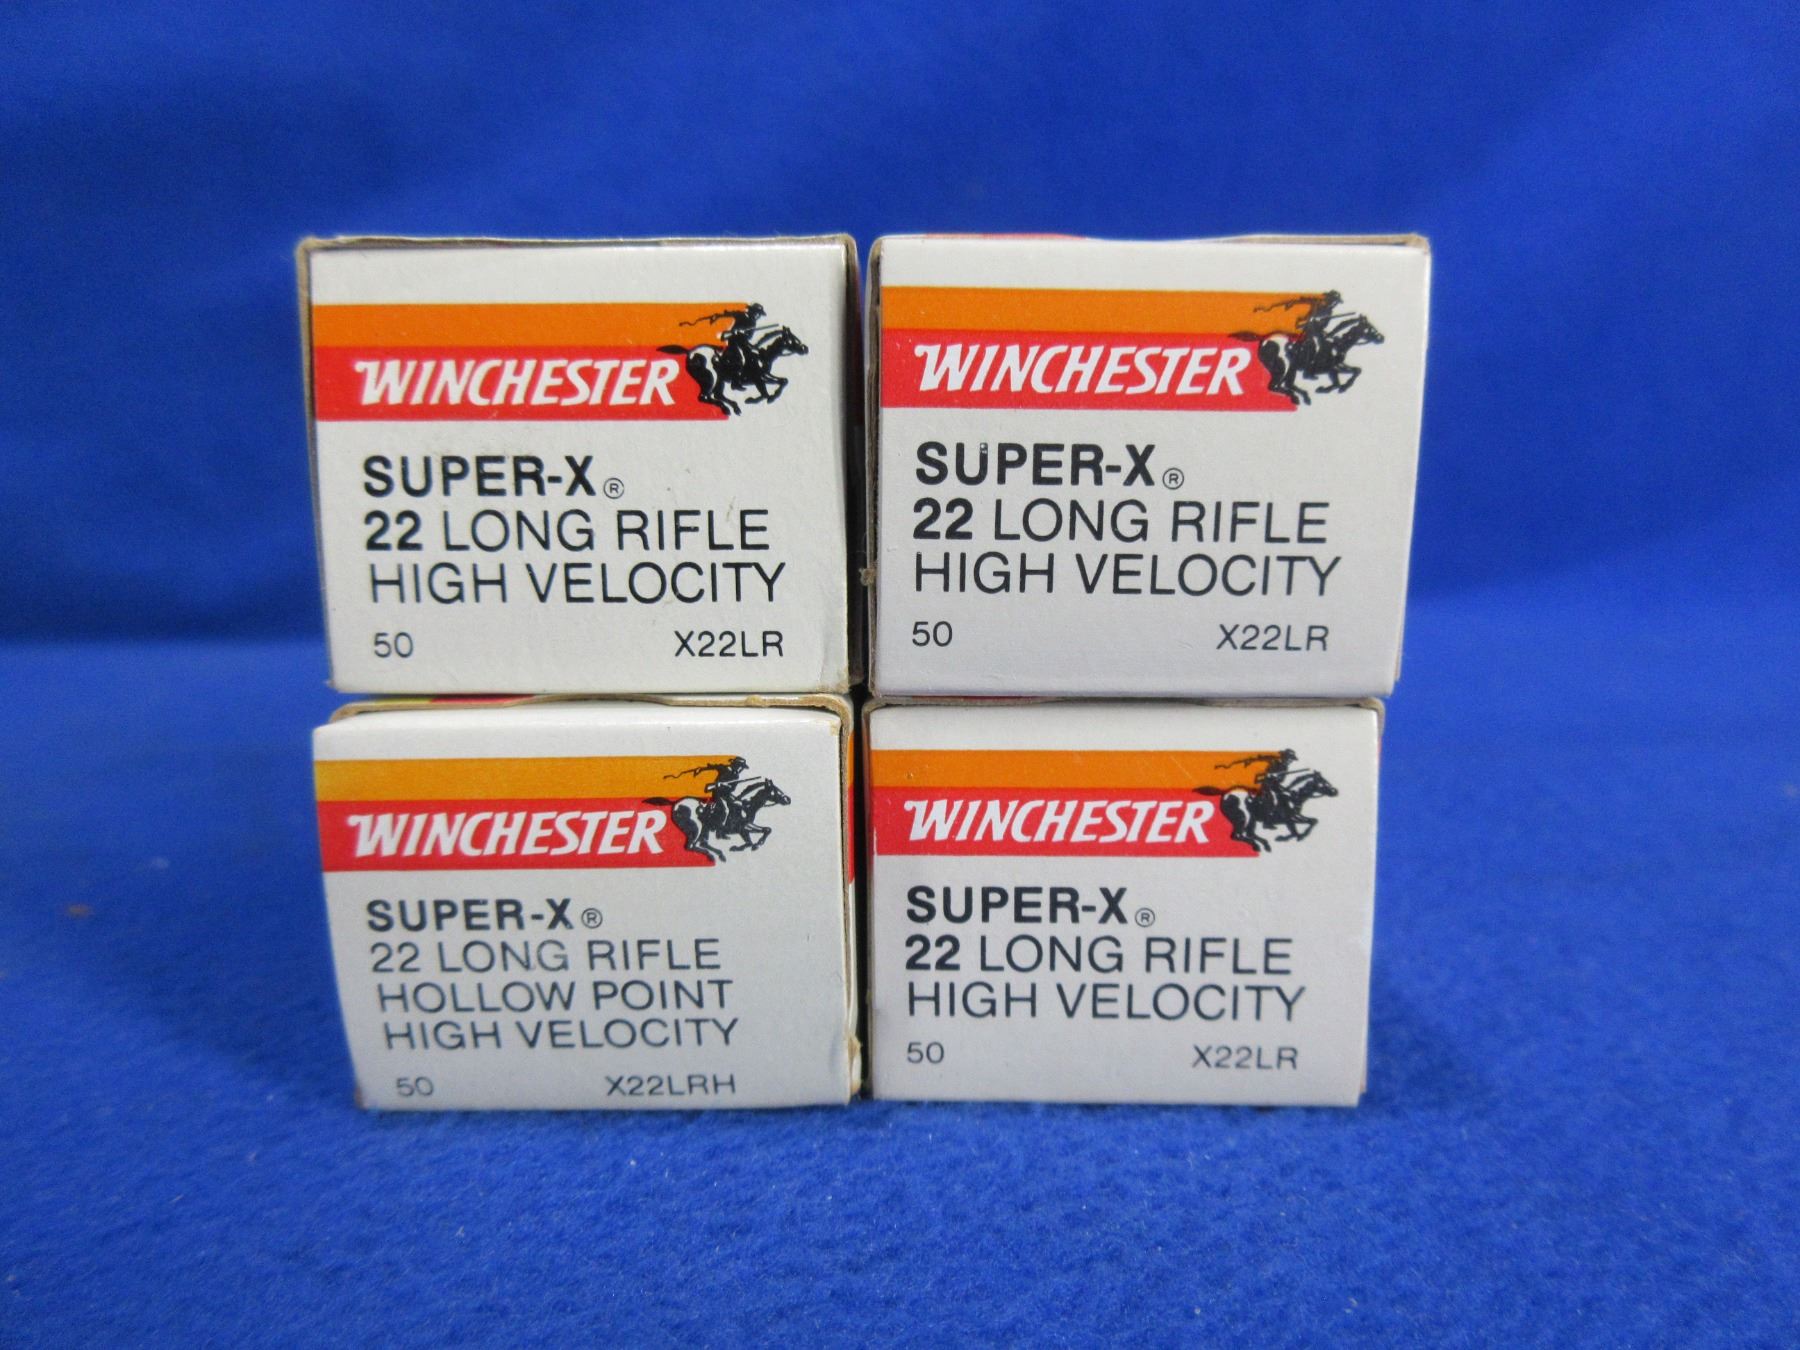 WINCHESTER
SUPER-X®
22 LONG RIFLE
HIGH VELOCITY
50 X22LR
WINCHESTER
SUPER-X®
22 LONG RIFLE
HIGH VELOCITY
50 X22LR
WINCHESTER
SUPER-X®
22 LONG RIFLE
HOLLOW POINT
HIGH VELOCITY
50 X22LRH
WINCHESTER
SUPER-X®
22 LONG RIFLE
HIGH VELOCITY
50 X22LR